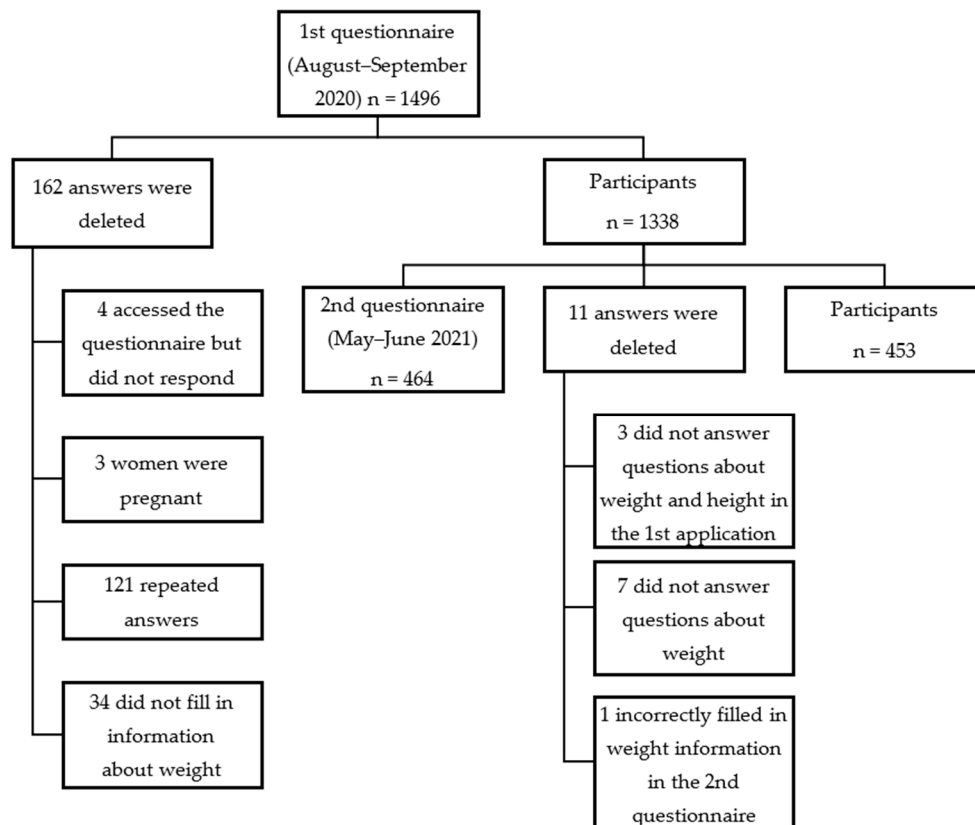 1st questionnaire
(August–September
2020) n = 1496
162 answers were
deleted
4 accessed the
questionnaire but
did not respond
3 women were
pregnant
121 repeated
answers
34 did not fill in
information
about weight
Participants
n = 1338
2nd questionnaire
(May–June 2021)
n = 464
11 answers were
deleted
3 did not answer
questions about
weight and height in
the 1st application
7 did not answer
questions about
weight
1 incorrectly filled in
weight information
in the 2nd
questionnaire
Participants
n = 453